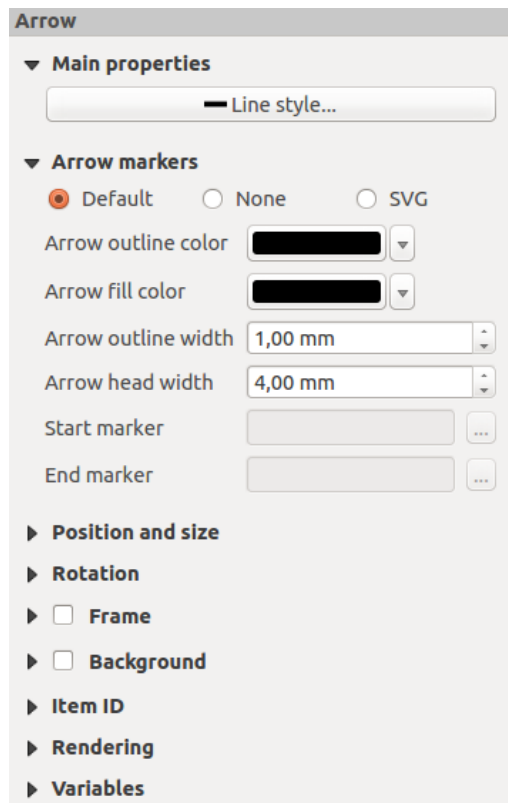 Arrow
Main properties
Line style...
Arrow markers
Default None SVG
Arrow outline color
Arrow fill color
Arrow outline width 1,00 mm
Arrow head width 4,00 mm
Start marker ...
End marker ...
Position and size
Rotation
Frame
Background
Item ID
Rendering
Variables